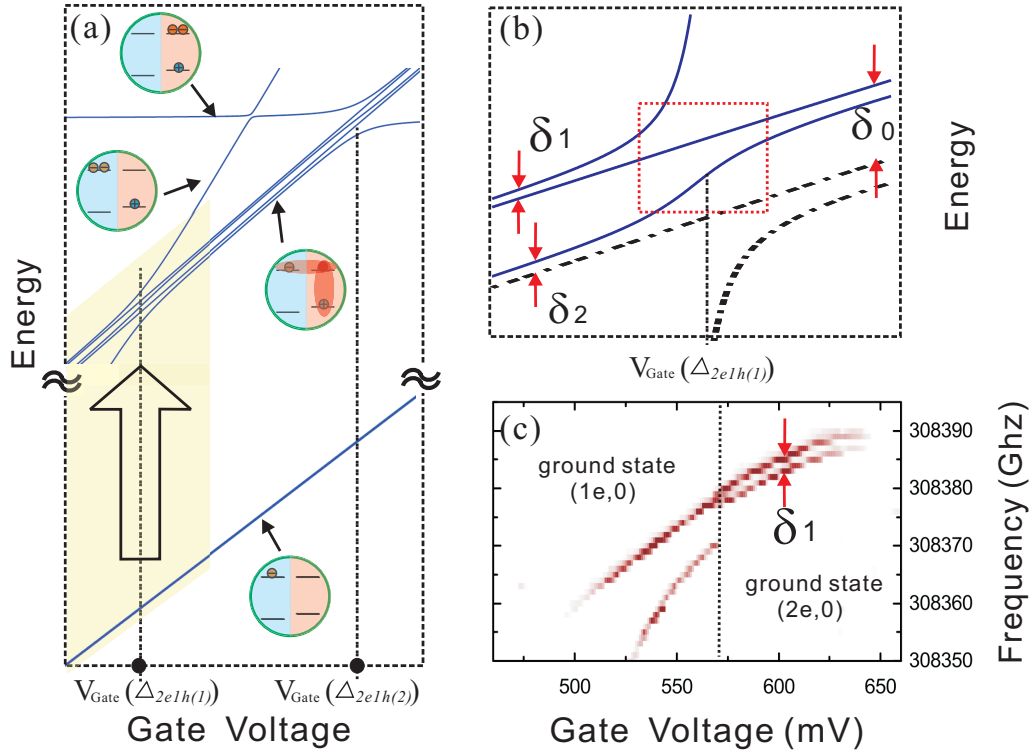 (a)
Energy
V_Gate (△_2e1h(1))
V_Gate (△_2e1h(2))
Gate Voltage
(b)
δ1
δ2
δ0
Energy
V_Gate (△_2e1h(1))
(c)
ground state
(1e,0)
δ1
ground state
(2e,0)
308390
308380
308370
308360
308350
Frequency (Ghz)
500
550
600
650
Gate Voltage (mV)